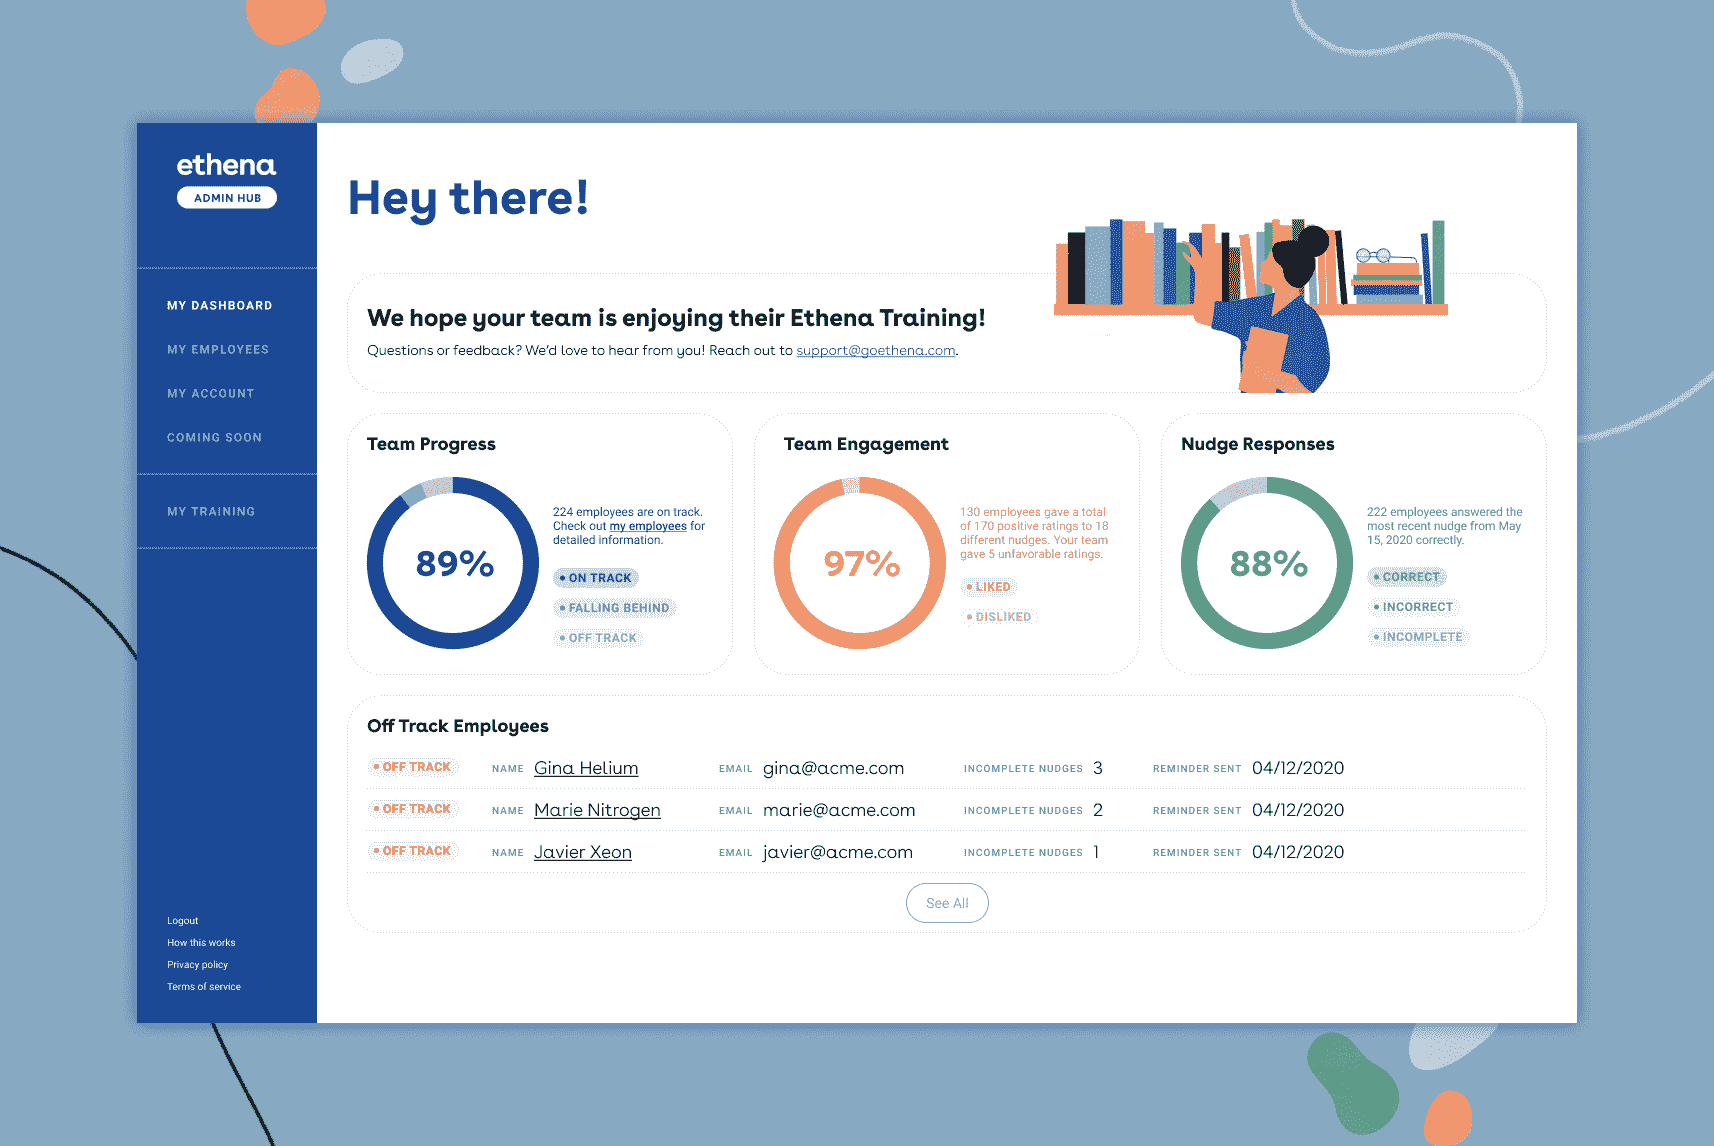 ethena
ADMIN HUB
MY DASHBOARD
MY EMPLOYEES
MY ACCOUNT
COMING SOON
MY TRAINING
Logout
How this works
Privacy policy
Terms of service
Hey there!
We hope your team is enjoying their Ethena Training!
Questions or feedback? We'd love to hear from you! Reach out to support@goethena.com.
Team Progress
89%
224 employees are on track.
Check out my employees for
detailed information.
• ON TRACK
• FALLING BEHIND
• OFF TRACK
Team Engagement
97%
130 employees gave a total
of 170 positive ratings to 18
different nudges. Your team
gave 5 unfavorable ratings.
• LIKED
• DISLIKED
Nudge Responses
88%
222 employees answered the
most recent nudge from May
15, 2020 correctly.
• CORRECT
• INCORRECT
• INCOMPLETE
Off Track Employees
• OFF TRACK NAME Gina Helium EMAIL gina@acme.com INCOMPLETE NUDGES 3 REMINDER SENT 04/12/2020
• OFF TRACK NAME Marie Nitrogen EMAIL marie@acme.com INCOMPLETE NUDGES 2 REMINDER SENT 04/12/2020
• OFF TRACK NAME Javier Xeon EMAIL javier@acme.com INCOMPLETE NUDGES 1 REMINDER SENT 04/12/2020
See All